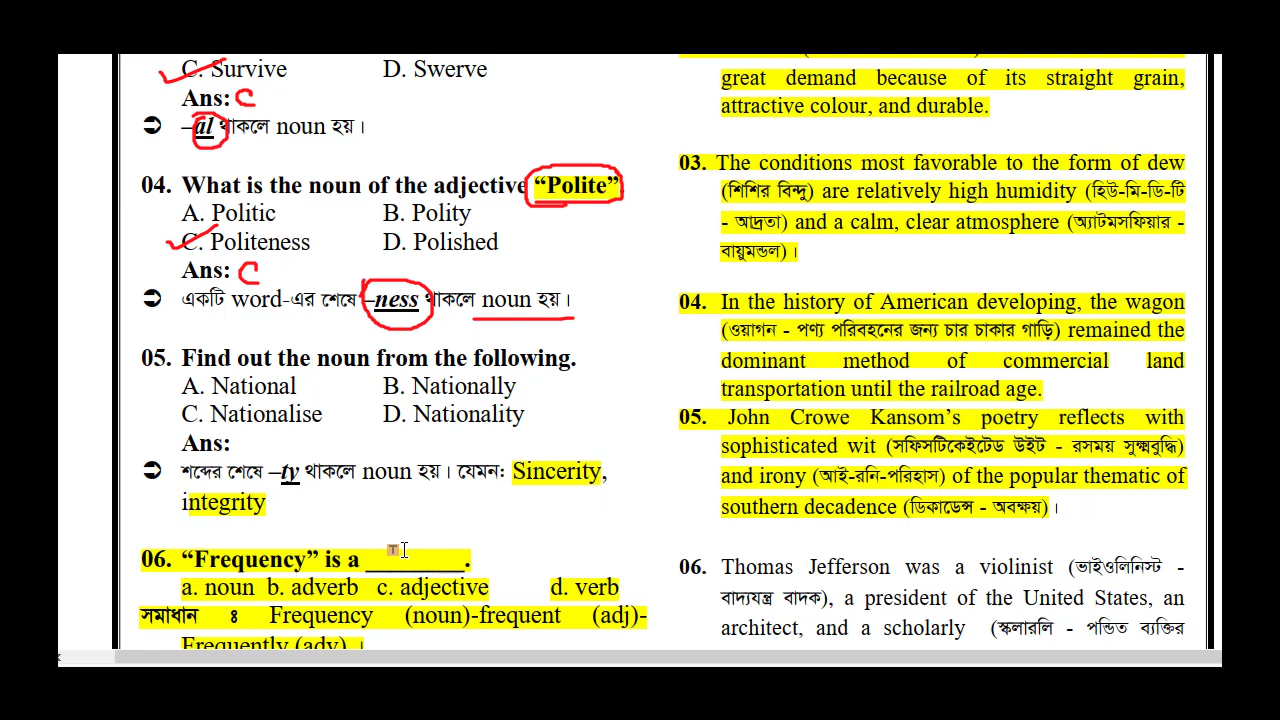 C. Survive D. Swerve
Ans: C
–al থাকলে noun হয়।
04. What is the noun of the adjective “Polite”
A. Politic B. Polity
C. Politeness D. Polished
Ans: C
একটি word-এর শেষে –ness থাকলে noun হয়।
05. Find out the noun from the following.
A. National B. Nationally
C. Nationalise D. Nationality
Ans:
শব্দের শেষে –ty থাকলে noun হয়। যেমন: Sincerity,
integrity
06. “Frequency” is a ________.
a. noun b. adverb c. adjective d. verb
সমাধান ঃ Frequency (noun)-frequent (adj)-
Frequently (adv) ।
great demand because of its straight grain,
attractive colour, and durable.
03. The conditions most favorable to the form of dew
(শিশির বিন্দু) are relatively high humidity (হিউ-মি-ডি-টি
- আদ্রতা) and a calm, clear atmosphere (অ্যাটমসফিয়ার -
বায়ুমন্ডল)।
04. In the history of American developing, the wagon
(ওয়াগন - পণ্য পরিবহনের জন্য চার চাকার গাড়ি) remained the
dominant method of commercial land
transportation until the railroad age.
05. John Crowe Kansom’s poetry reflects with
sophisticated wit (সফিসটিকেইটেড উইট - রসময় সুক্ষ্মবুদ্ধি)
and irony (আই-রনি-পরিহাস) of the popular thematic of
southern decadence (ডিকাডেন্স - অবক্ষয়)।
06. Thomas Jefferson was a violinist (ভাইওলিনিস্ট -
বাদ্যযন্ত্র বাদক), a president of the United States, an
architect, and a scholarly (স্কলারলি - পন্ডিত ব্যক্তির